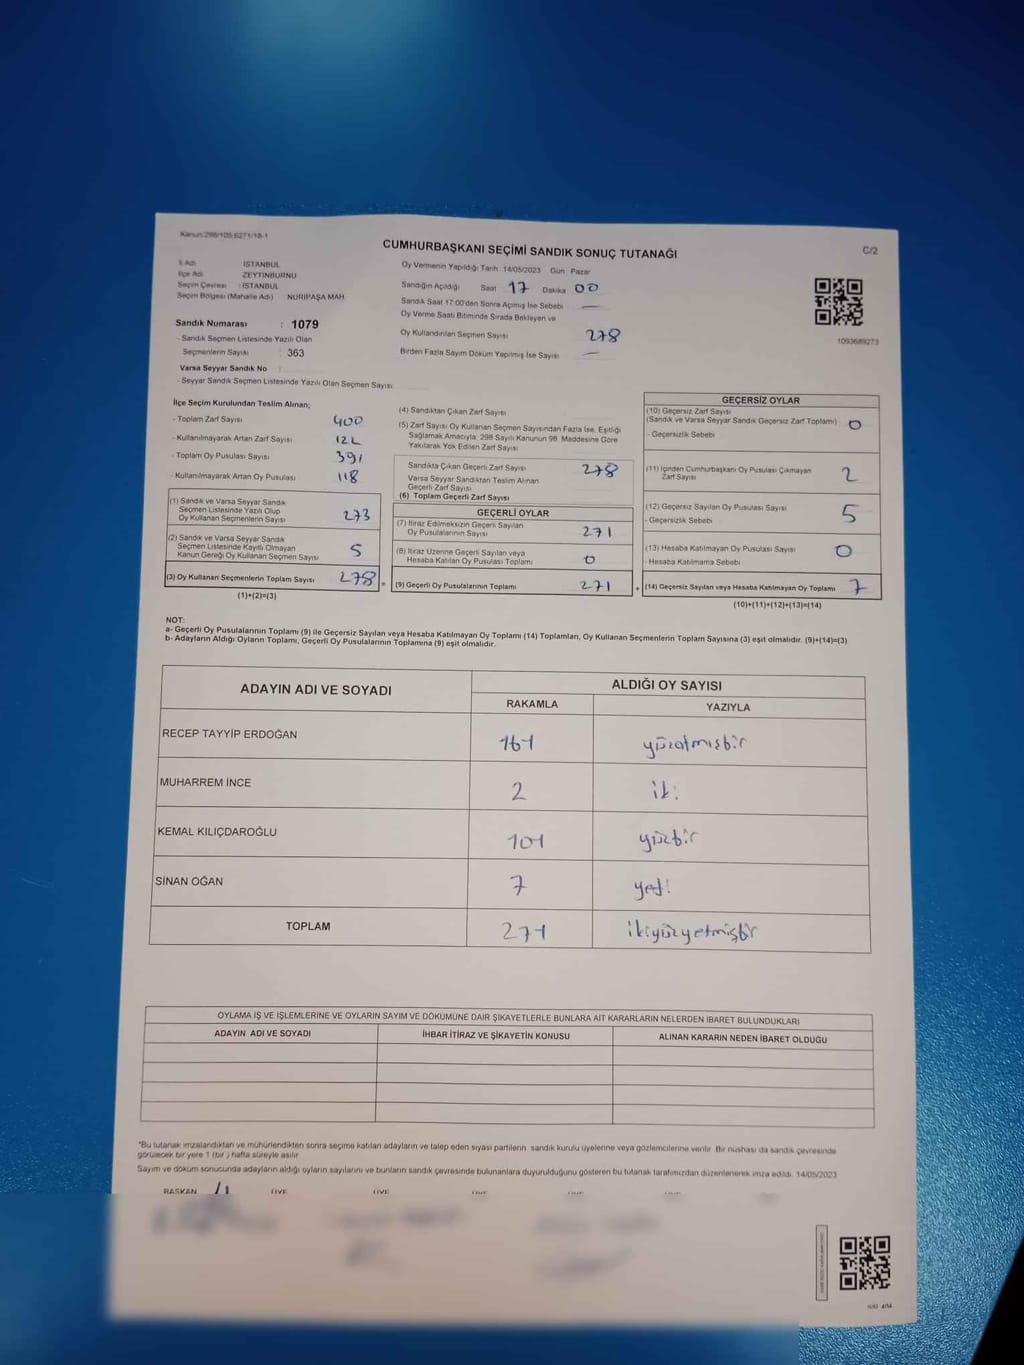 Kanun:298/105,6271/18-1
C/2
CUMHURBAŞKANI SEÇİMİ SANDIK SONUÇ TUTANAĞI
İl Adı İSTANBUL
İlçe Adı ZEYTİNBURNU
Seçim Çevresi : İSTANBUL
Seçim Bölgesi (Mahalle Adı) NURİPAŞA MAH.
Sandık Numarası : 1079
- Sandık Seçmen Listesinde Yazılı Olan
Seçmenlerin Sayısı : 363
Varsa Seyyar Sandık No :
- Seyyar Sandık Seçmen Listesinde Yazılı Olan Seçmen Sayısı
Oy Vermenin Yapıldığı Tarih: 14/05/2023 Gün: Pazar
Sandığın Açıldığı Saat 17 Dakika 00
Sandık Saat 17:00'den Sonra Açılmış İse Sebebi —
Oy Verme Saati Bitiminde Sırada Bekleyen ve
Oy Kullandırılan Seçmen Sayısı 278
Birden Fazla Sayım Döküm Yapılmış İse Sayısı —
1093689273
İlçe Seçim Kurulundan Teslim Alınan;
- Toplam Zarf Sayısı 400
- Kullanılmayarak Artan Zarf Sayısı 122
- Toplam Oy Pusulası Sayısı 391
- Kullanılmayarak Artan Oy Pusulası 118
(1) Sandık ve Varsa Seyyar Sandık
Seçmen Listesinde Yazılı Olup
Oy Kullanan Seçmenlerin Sayısı 273
(2) Sandık ve Varsa Seyyar Sandık
Seçmen Listesinde Kayıtlı Olmayan
Kanun Gereği Oy Kullanan Seçmen Sayısı 5
(3) Oy Kullanan Seçmenlerin Toplam Sayısı 278 =
(1)+(2)=(3)
(4) Sandıktan Çıkan Zarf Sayısı
(5) Zarf Sayısı Oy Kullanan Seçmen Sayısından Fazla İse, Eşitliği
Sağlamak Amacıyla, 298 Sayılı Kanunun 98. Maddesine Göre
Yakılarak Yok Edilen Zarf Sayısı
Sandıkta Çıkan Geçerli Zarf Sayısı 278
Varsa Seyyar Sandıktan Teslim Alınan
Geçerli Zarf Sayısı
(6) Toplam Geçerli Zarf Sayısı
GEÇERLİ OYLAR
(7) İtiraz Edilmeksizin Geçerli Sayılan
Oy Pusulalarının Sayısı 271
(8) İtiraz Üzerine Geçerli Sayılan veya
Hesaba Katılan Oy Pusulası Toplamı 0
(9) Geçerli Oy Pusulalarının Toplamı 271 +
GEÇERSİZ OYLAR
(10) Geçersiz Zarf Sayısı
(Sandık ve Varsa Seyyar Sandık Geçersiz Zarf Toplamı) 0
- Geçersizlik Sebebi
(11) İçinden Cumhurbaşkanı Oy Pusulası Çıkmayan
Zarf Sayısı 2
(12) Geçersiz Sayılan Oy Pusulası Sayısı 5
- Geçersizlik Sebebi
(13) Hesaba Katılmayan Oy Pusulası Sayısı 0
- Hesaba Katılmama Sebebi
(14) Geçersiz Sayılan veya Hesaba Katılmayan Oy Toplamı 7
(10)+(11)+(12)+(13)=(14)
NOT:
a- Geçerli Oy Pusulalarının Toplamı (9) ile Geçersiz Sayılan veya Hesaba Katılmayan Oy Toplamı (14) Toplamları, Oy Kullanan Seçmenlerin Toplam Sayısına (3) eşit olmalıdır. (9)+(14)=(3)
b- Adayların Aldığı Oyların Toplamı, Geçerli Oy Pusulalarının Toplamına (9) eşit olmalıdır.
ADAYIN ADI VE SOYADI ALDIĞI OY SAYISI
RAKAMLA YAZIYLA
RECEP TAYYİP ERDOĞAN 161 yüzatmışbir
MUHARREM İNCE 2 iki
KEMAL KILIÇDAROĞLU 101 yüzbir
SİNAN OĞAN 7 yedi
TOPLAM 271 ikiyüzyetmişbir
OYLAMA İŞ VE İŞLEMLERİNE VE OYLARIN SAYIM VE DÖKÜMÜNE DAİR ŞİKAYETLERLE BUNLARA AİT KARARLARIN NELERDEN İBARET BULUNDUKLARI
ADAYIN ADI VE SOYADI İHBAR İTİRAZ VE ŞİKAYETİN KONUSU ALINAN KARARIN NEDEN İBARET OLDUĞU
*Bu tutanak imzalandıktan ve mühürlendikten sonra seçime katılan adayların ve talep eden siyasi partilerin sandık kurulu üyelerine veya gözlemcilerine verilir. Bir nüshası da sandık çevresinde
görülecek bir yere 1 (bir) hafta süreyle asılır.
Sayım ve döküm sonucunda adayların aldığı oyların sayılarını ve bunların sandık çevresinde bulunanlara duyurulduğunu gösteren bu tutanak tarafımızdan düzenlenerek imza edildi. 14/05/2023
BAŞKAN ÜYE ÜYE